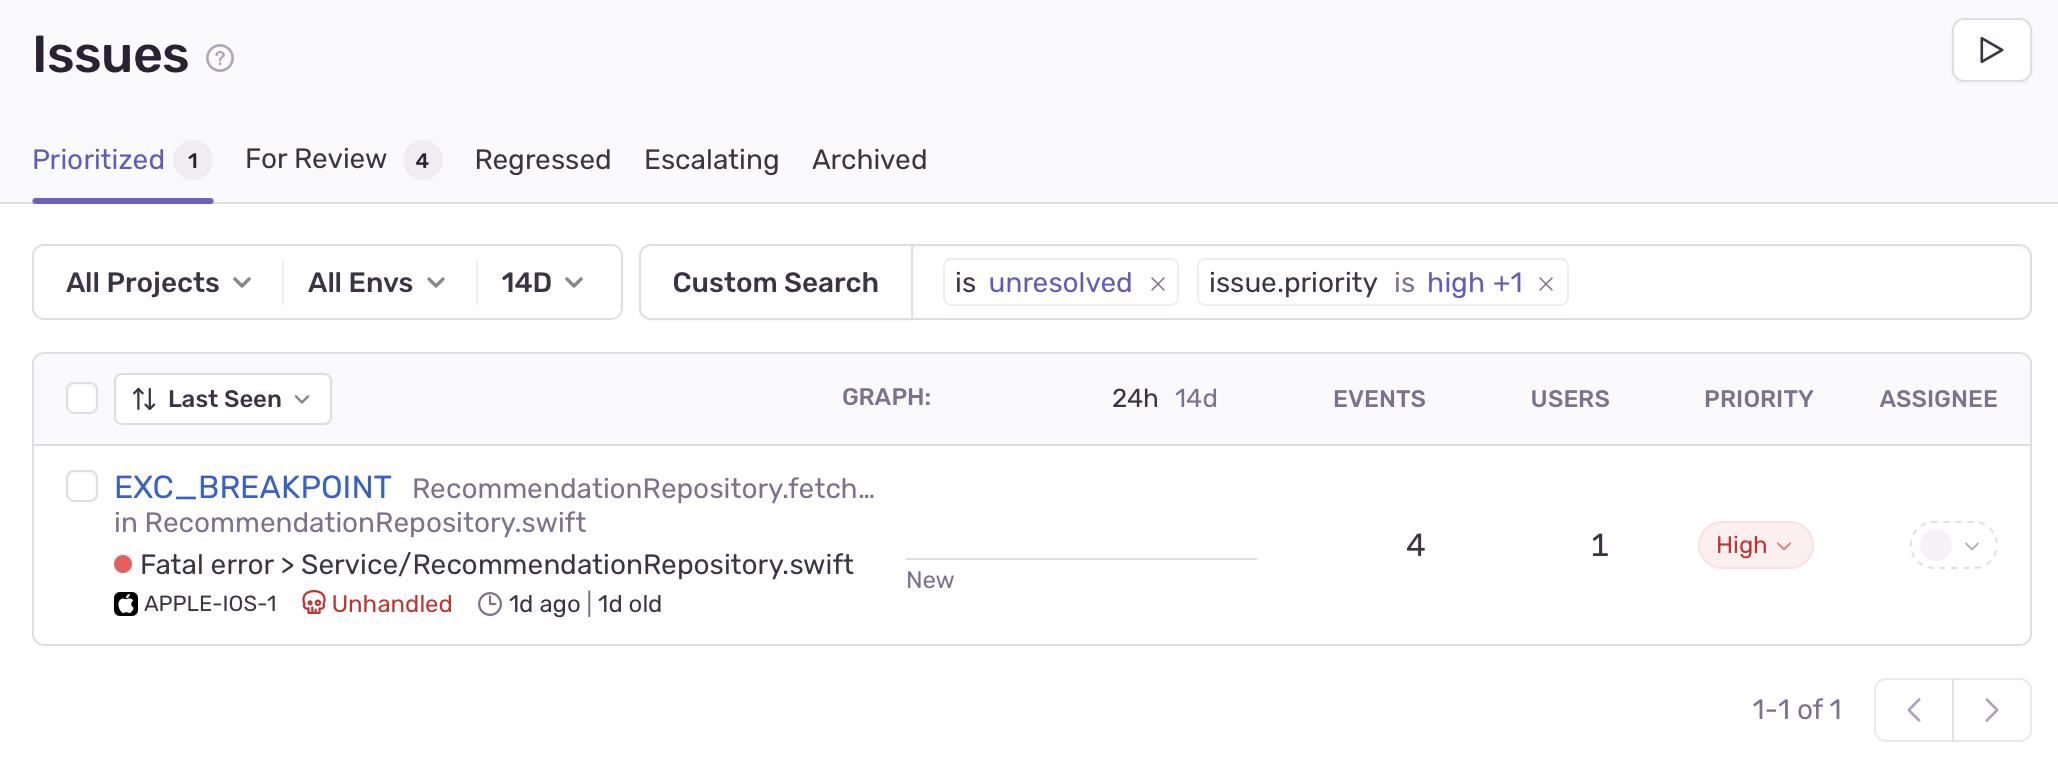 Issues ?
Prioritized 1 For Review 4 Regressed Escalating Archived
All Projects All Envs 14D Custom Search is unresolved × issue.priority is high +1 ×
Last Seen GRAPH: 24h 14d EVENTS USERS PRIORITY ASSIGNEE
EXC_BREAKPOINT RecommendationRepository.fetch…
in RecommendationRepository.swift
Fatal error > Service/RecommendationRepository.swift
New
4 1 High
APPLE-IOS-1 Unhandled 1d ago | 1d old
1-1 of 1